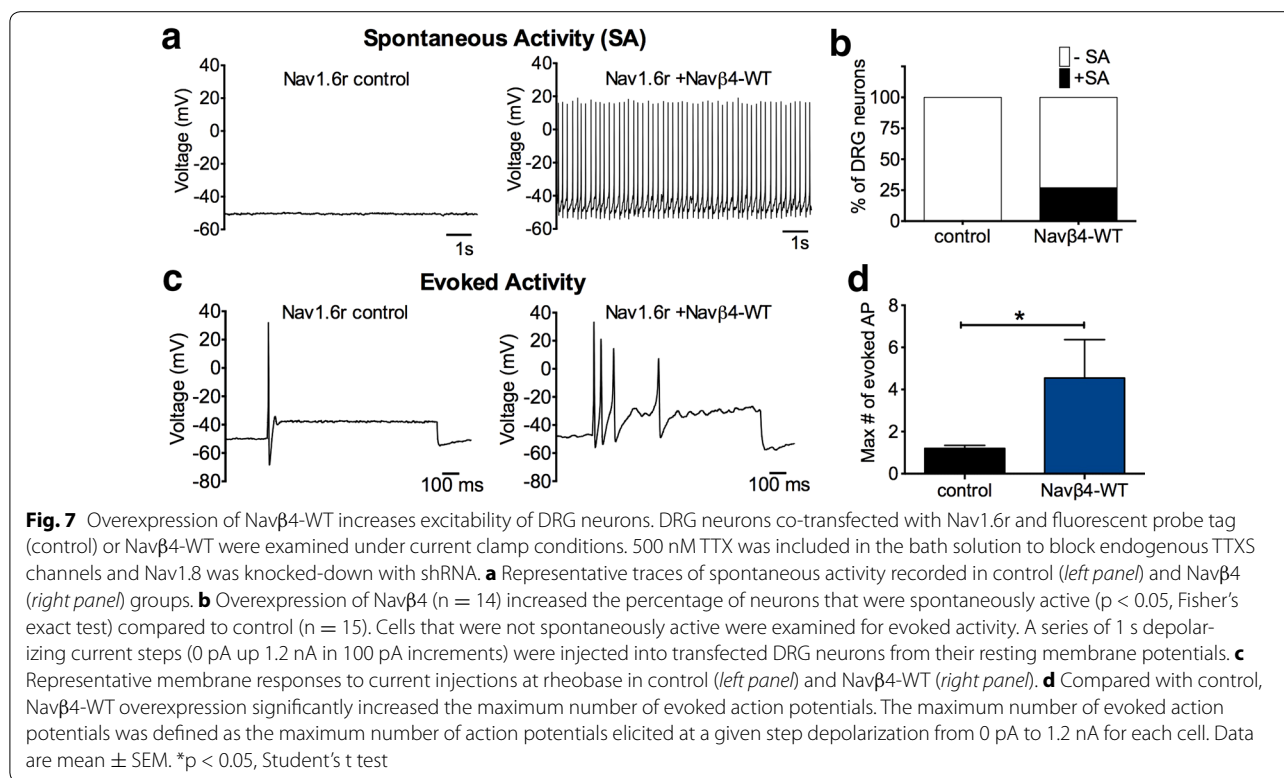 a
Spontaneous Activity (SA)
Nav1.6r control
Voltage (mV)
40
20
0
-20
-40
-60
1s
Nav1.6r +Navβ4-WT
Voltage (mV)
40
20
0
-20
-40
-60
1s
b
- SA
+SA
% of DRG neurons
100
75
50
25
0
control
Navβ4-WT
c
Evoked Activity
Nav1.6r control
Voltage (mV)
40
20
0
-20
-40
-60
-80
100 ms
Nav1.6r +Navβ4-WT
Voltage (mV)
40
20
0
-20
-40
-60
-80
100 ms
d
*
Max # of evoked AP
8
6
4
2
0
control
Navβ4-WT
Fig. 7 Overexpression of Navβ4-WT increases excitability of DRG neurons. DRG neurons co-transfected with Nav1.6r and fluorescent probe tag
(control) or Navβ4-WT were examined under current clamp conditions. 500 nM TTX was included in the bath solution to block endogenous TTXS
channels and Nav1.8 was knocked-down with shRNA. a Representative traces of spontaneous activity recorded in control (left panel) and Navβ4
(right panel) groups. b Overexpression of Navβ4 (n = 14) increased the percentage of neurons that were spontaneously active (p < 0.05, Fisher's
exact test) compared to control (n = 15). Cells that were not spontaneously active were examined for evoked activity. A series of 1 s depolar-
izing current steps (0 pA up 1.2 nA in 100 pA increments) were injected into transfected DRG neurons from their resting membrane potentials. c
Representative membrane responses to current injections at rheobase in control (left panel) and Navβ4-WT (right panel). d Compared with control,
Navβ4-WT overexpression significantly increased the maximum number of evoked action potentials. The maximum number of evoked action
potentials was defined as the maximum number of action potentials elicited at a given step depolarization from 0 pA to 1.2 nA for each cell. Data
are mean ± SEM. *p < 0.05, Student's t test